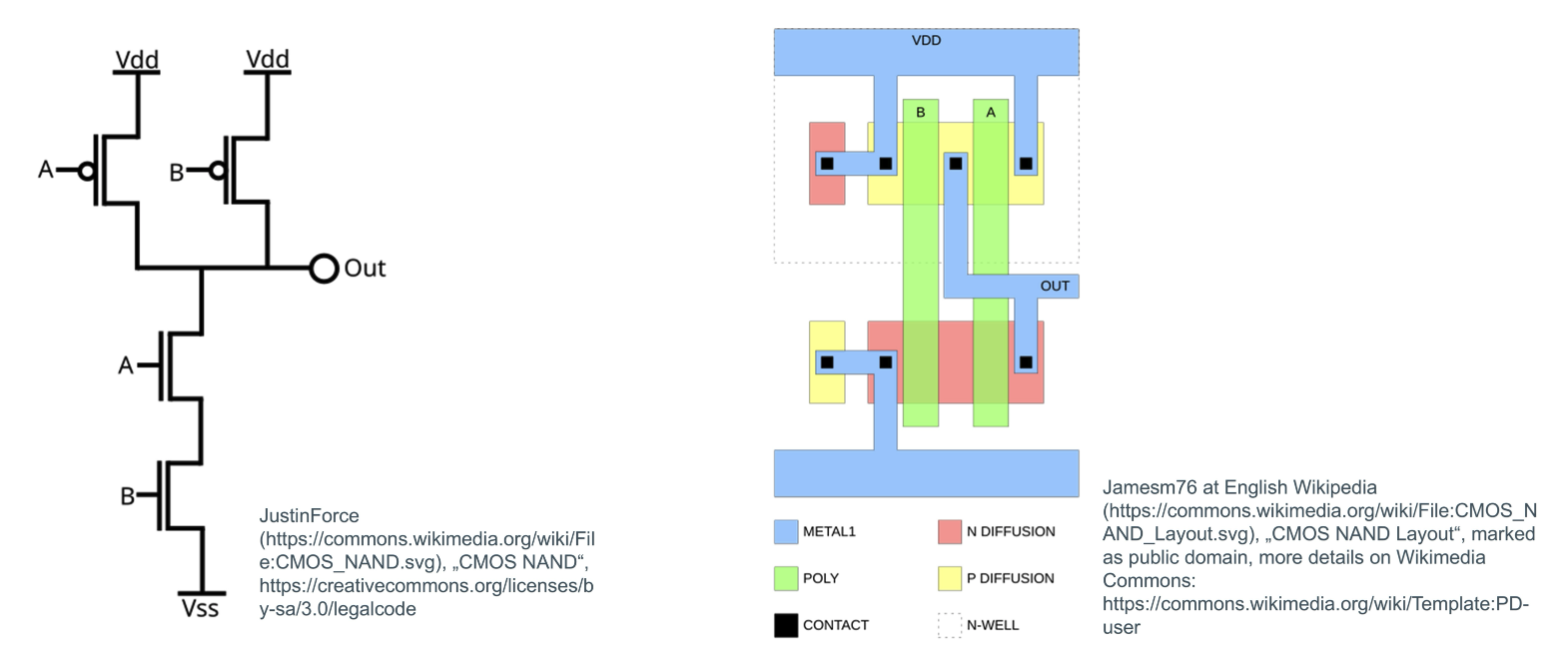 Vdd
Vdd
A
B
Out
A
B
Vss
JustinForce
(https://commons.wikimedia.org/wiki/Fil
e:CMOS_NAND.svg), „CMOS NAND“,
https://creativecommons.org/licenses/b
y-sa/3.0/legalcode
VDD
B
A
OUT
METAL1
N DIFFUSION
POLY
P DIFFUSION
CONTACT
N-WELL
Jamesm76 at English Wikipedia
(https://commons.wikimedia.org/wiki/File:CMOS_N
AND_Layout.svg), „CMOS NAND Layout“, marked
as public domain, more details on Wikimedia
Commons:
https://commons.wikimedia.org/wiki/Template:PD-
user